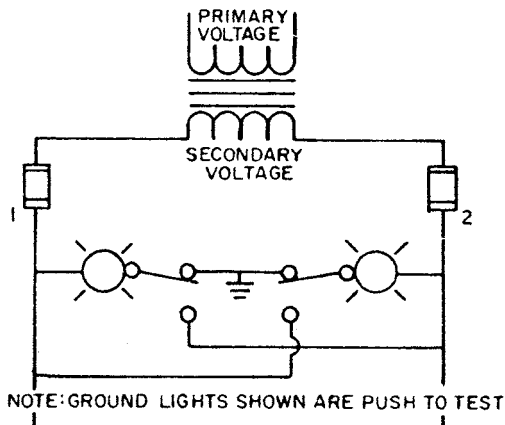 PRIMARY
VOLTAGE
SECONDARY
VOLTAGE
1
2
NOTE: GROUND LIGHTS SHOWN ARE PUSH TO TEST